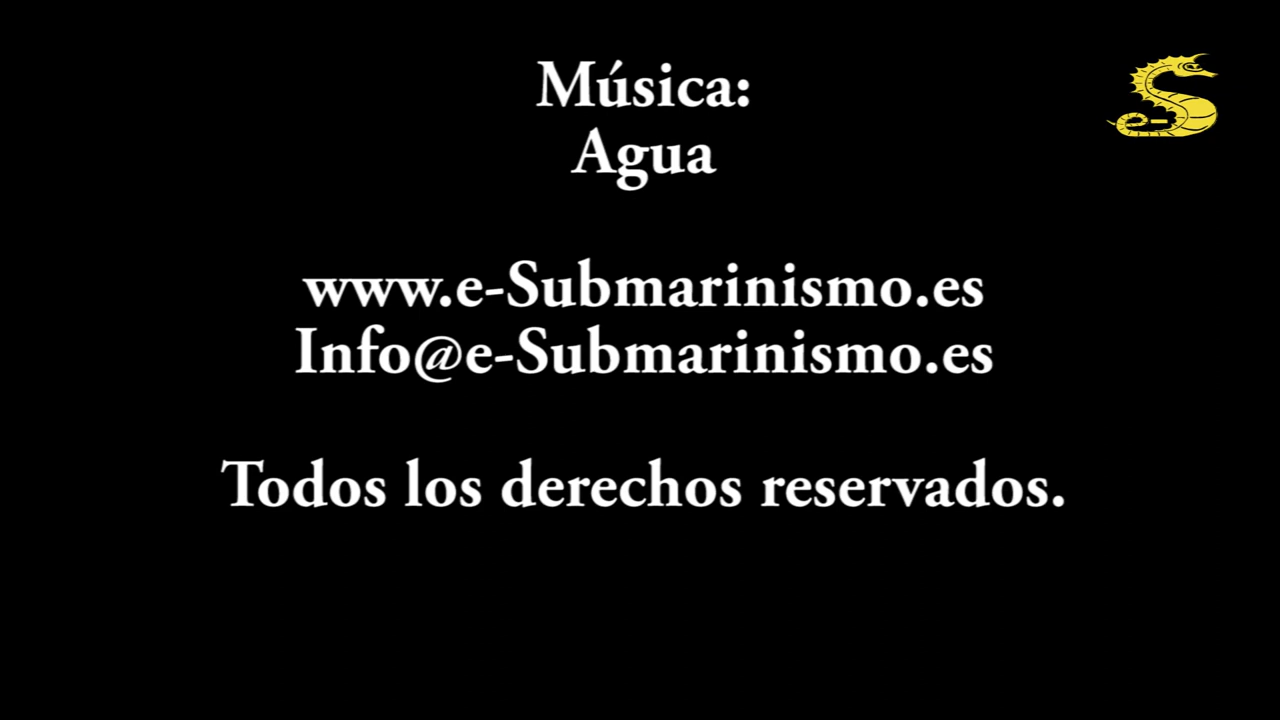 Música:
Agua
www.e-Submarinismo.es
Info@e-Submarinismo.es
Todos los derechos reservados.